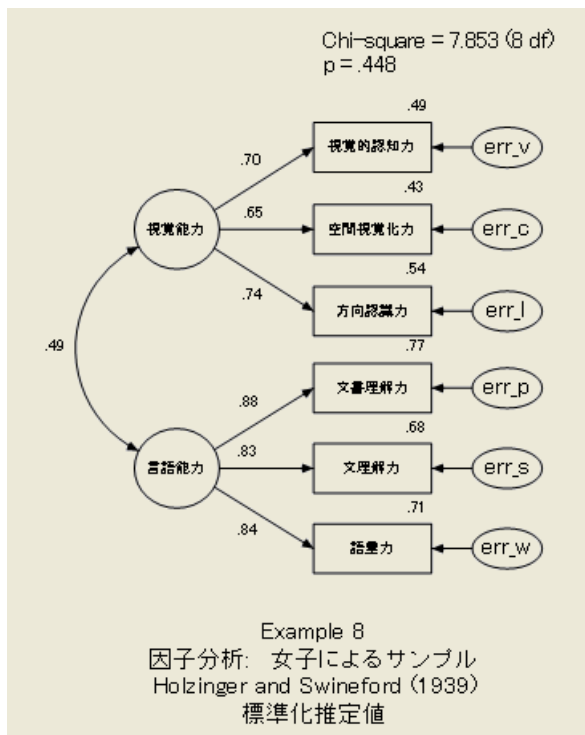 Chi-square = 7.853 (8 df)
p = .448
.49
視覚的認知力
err_v
.70
.43
.65
視覚能力
空間視覚化力
err_c
.54
.74
方向認識力
err_l
.77
.49
.88
文書理解力
err_p
.68
.83
言語能力
文理解力
err_s
.71
.84
語彙力
err_w
Example 8
因子分析: 女子によるサンプル
Holzinger and Swineford (1939)
標準化推定値